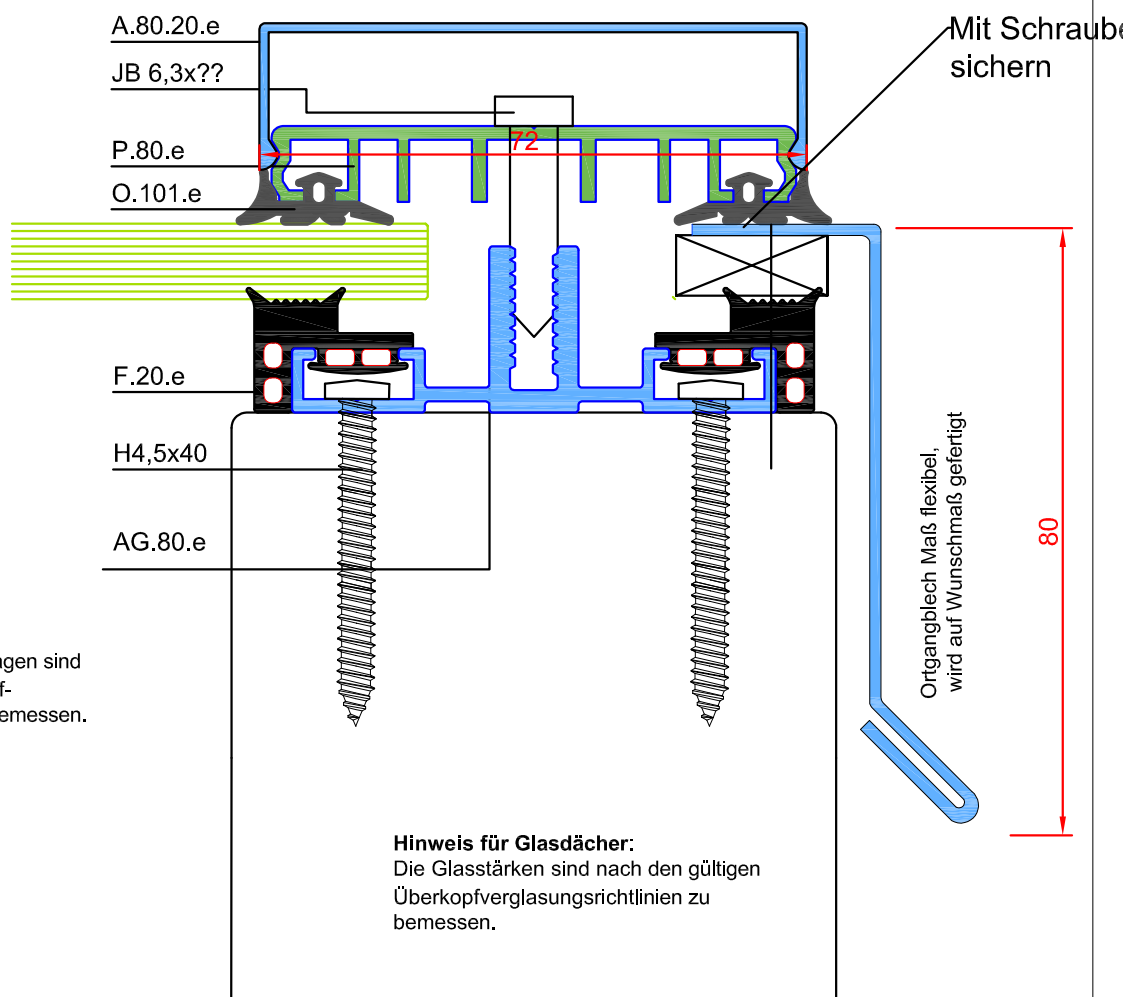 A.80.20.e
JB 6,3x??
P.80.e
O.101.e
F.20.e
H4,5x40
AG.80.e
72
Mit Schraube
sichern
80
Ortgangblech Maß flexibel,
wird auf Wunschmaß gefertigt
agen sind
f-
emessen.
Hinweis für Glasdächer:
Die Glasstärken sind nach den gültigen
Überkopfverglasungsrichtlinien zu
bemessen.